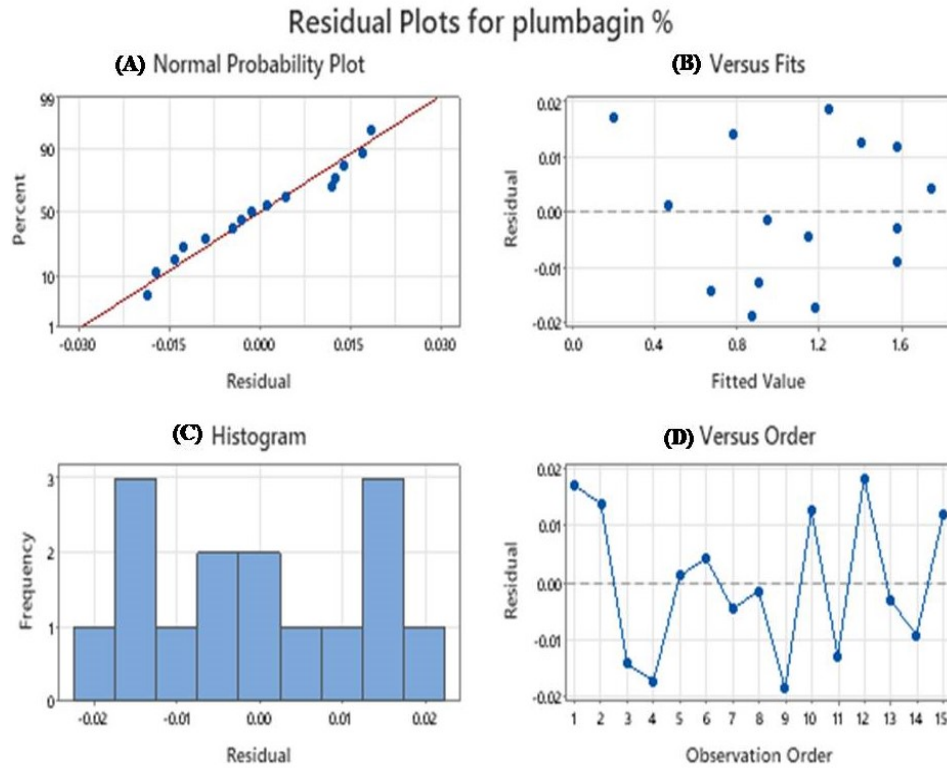 Residual Plots for plumbagin %
(A) Normal Probability Plot
99
90
50
10
1
Percent
-0.030 -0.015 0.000 0.015 0.030
Residual
(B) Versus Fits
0.02
0.01
0.00
-0.01
-0.02
Residual
0.0 0.4 0.8 1.2 1.6
Fitted Value
(C) Histogram
3
2
1
0
Frequency
-0.02 -0.01 0.00 0.01 0.02
Residual
(D) Versus Order
0.02
0.01
0.00
-0.01
-0.02
Residual
1 2 3 4 5 6 7 8 9 10 11 12 13 14 15
Observation Order